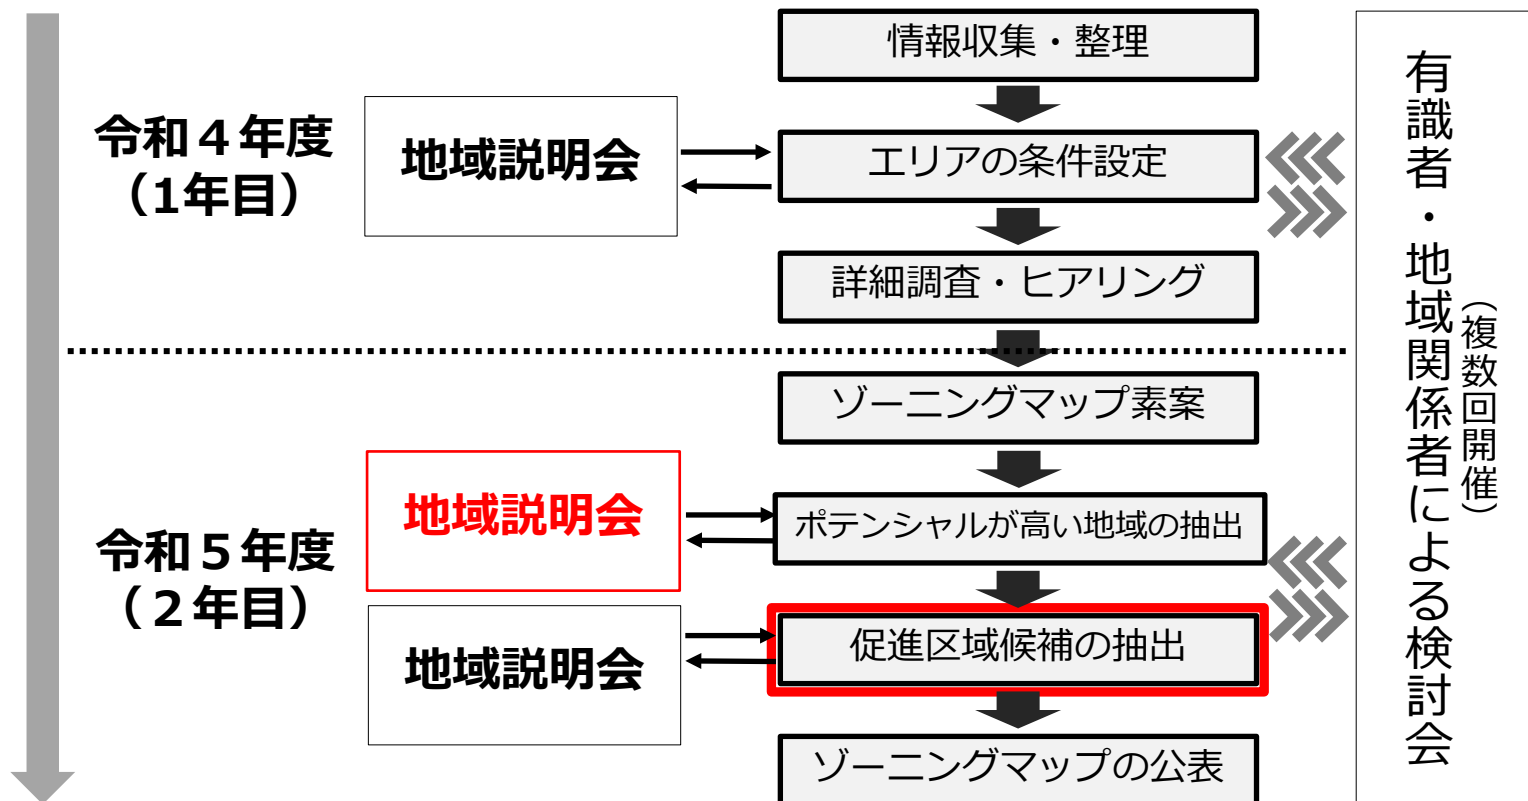 情報収集・整理
令和４年度
（1年目）
地域説明会
エリアの条件設定
詳細調査・ヒアリング
ゾーニングマップ素案
令和５年度
（２年目）
地域説明会
ポテンシャルが高い地域の抽出
地域説明会
促進区域候補の抽出
ゾーニングマップの公表
有識者・地域関係者による検討会
（複数回開催）